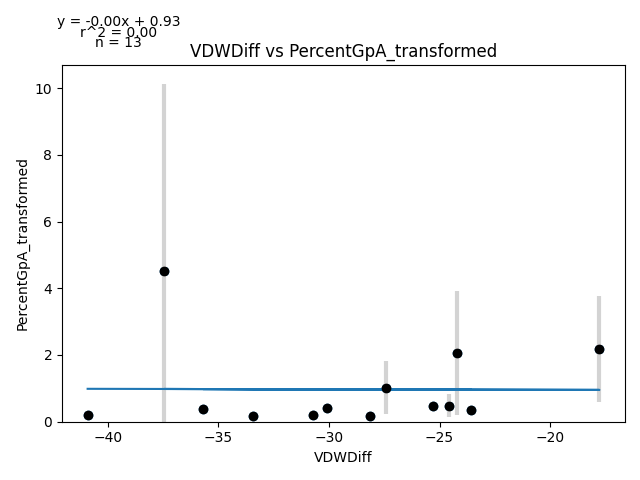 y = -0.00x + 0.93
r^2 = 0.00
n = 13
VDWDiff vs PercentGpA_transformed
PercentGpA_transformed
10
8
6
4
2
0
−40
−35
−30
−25
−20
VDWDiff